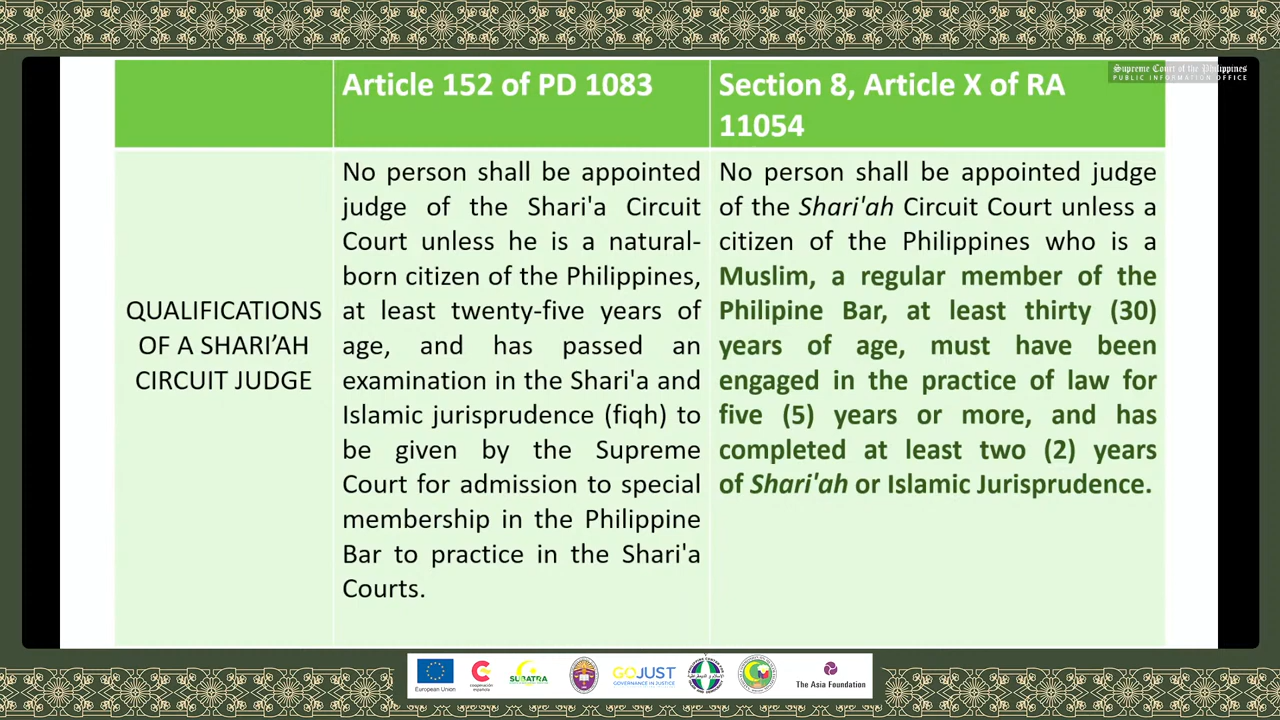 Supreme Court of the Philippines
PUBLIC INFORMATION OFFICE
Article 152 of PD 1083
Section 8, Article X of RA
11054
QUALIFICATIONS
OF A SHARI’AH
CIRCUIT JUDGE
No person shall be appointed
judge of the Shari'a Circuit
Court unless he is a natural-
born citizen of the Philippines,
at least twenty-five years of
age, and has passed an
examination in the Shari'a and
Islamic jurisprudence (fiqh) to
be given by the Supreme
Court for admission to special
membership in the Philippine
Bar to practice in the Shari'a
Courts.
No person shall be appointed judge
of the Shari'ah Circuit Court unless a
citizen of the Philippines who is a
Muslim, a regular member of the
Philipine Bar, at least thirty (30)
years of age, must have been
engaged in the practice of law for
five (5) years or more, and has
completed at least two (2) years
of Shari'ah or Islamic Jurisprudence.
European Union
cooperación
española
SUBATRA
GOJUST
GOVERNANCE IN JUSTICE
The Asia Foundation